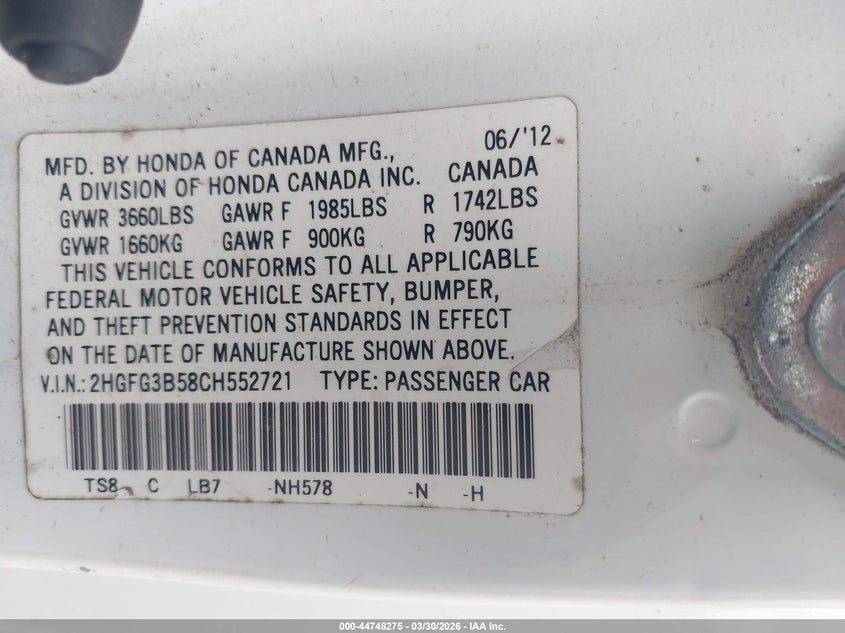 06/'12
MFD. BY HONDA OF CANADA MFG.,
A DIVISION OF HONDA CANADA INC. CANADA
GVWR 3660LBS GAWR F 1985LBS R 1742LBS
GVWR 1660KG GAWR F 900KG R 790KG
THIS VEHICLE CONFORMS TO ALL APPLICABLE
FEDERAL MOTOR VEHICLE SAFETY, BUMPER,
AND THEFT PREVENTION STANDARDS IN EFFECT
ON THE DATE OF MANUFACTURE SHOWN ABOVE.
V.I.N.: 2HGFG3B58CH552721 TYPE: PASSENGER CAR
TS8- C LB7 -NH578 -N -H
000-44748275 - 03/30/2026 - IAA Inc.